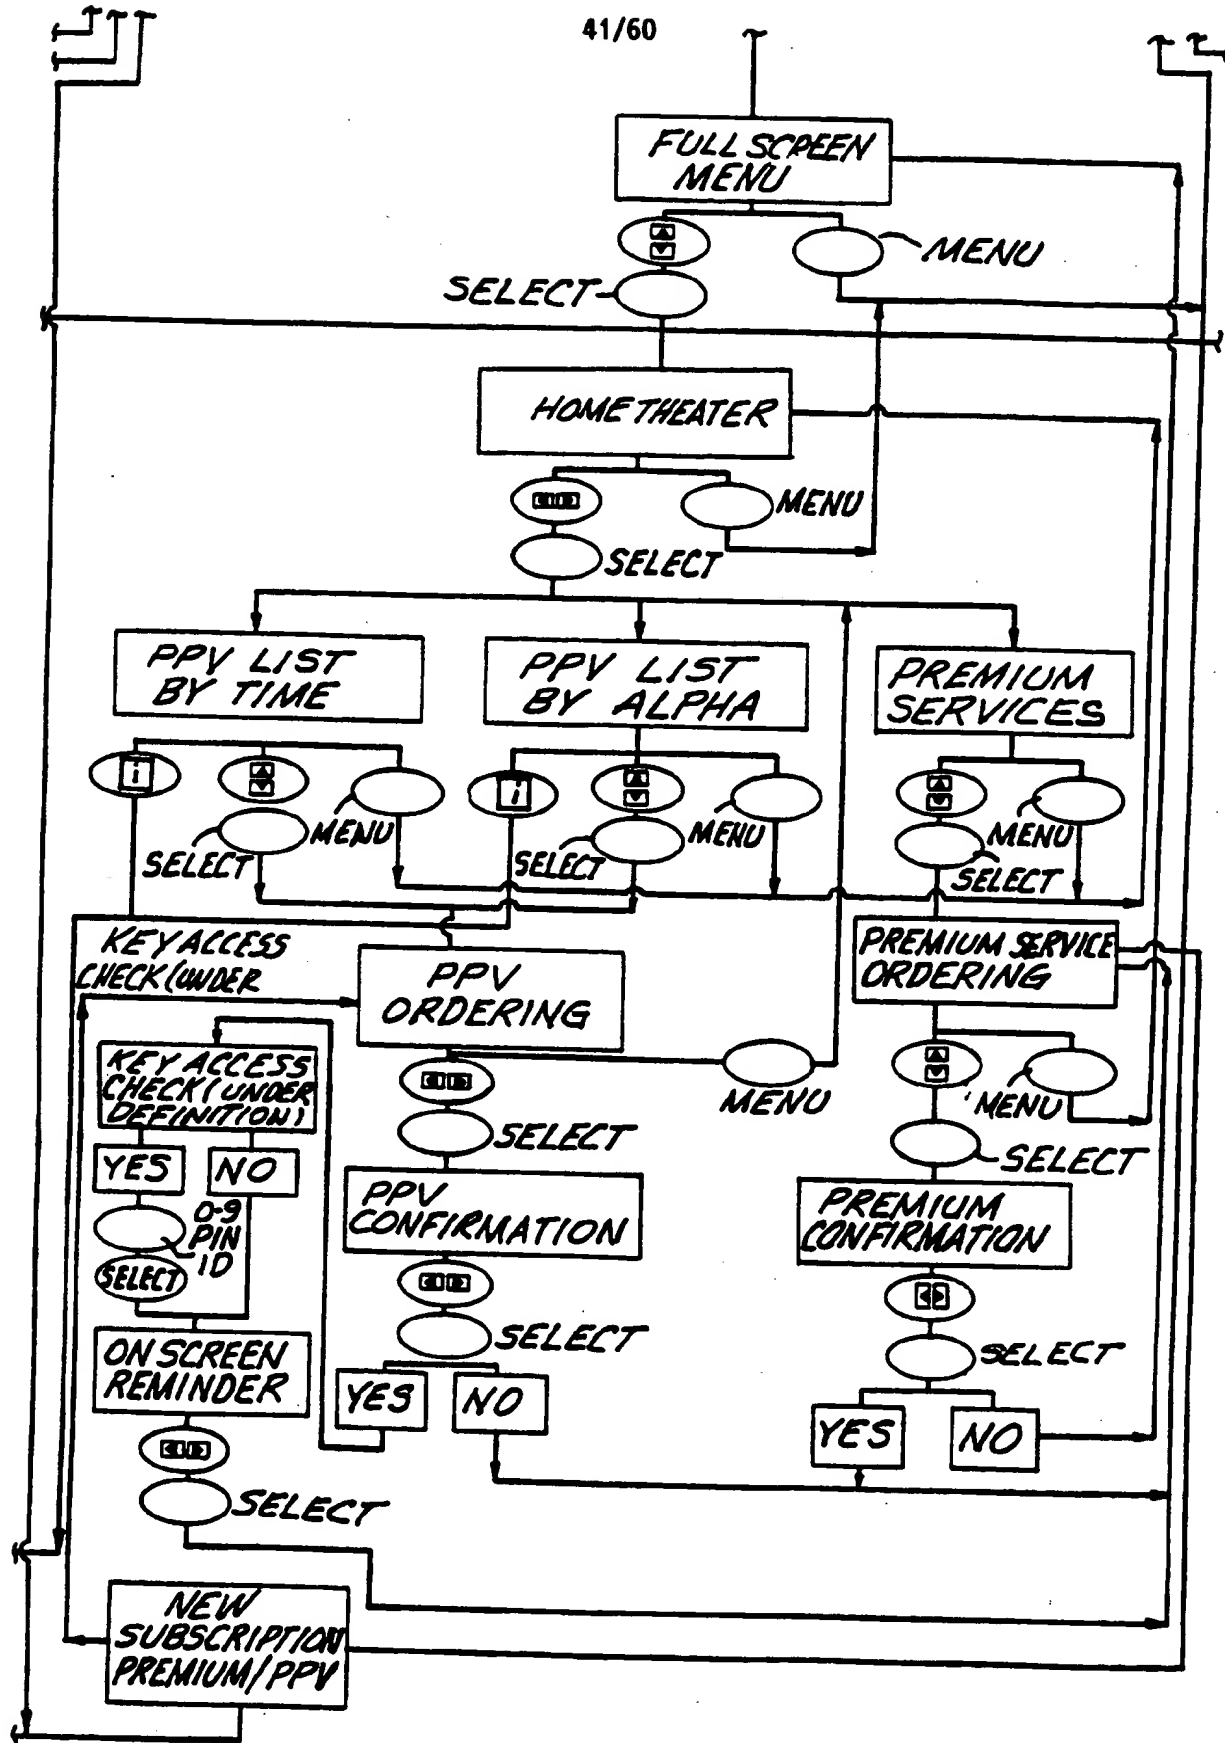 41/60
FULL SCREEN
MENU
MENU
SELECT
HOME THEATER
MENU
SELECT
PPV LIST
BY TIME
PPV LIST
BY ALPHA
PREMIUM
SERVICES
i
i
SELECT
MENU
SELECT
MENU
MENU
SELECT
KEY ACCESS
CHECK (UNDER
PPV
ORDERING
PREMIUM SERVICE
ORDERING
KEY ACCESS
CHECK (UNDER
DEFINITION)
MENU
MENU
SELECT
SELECT
YES
NO
PPV
CONFIRMATION
PREMIUM
CONFIRMATION
0-9
PIN
ID
SELECT
SELECT
SELECT
ON SCREEN
REMINDER
YES
NO
YES
NO
SELECT
NEW
SUBSCRIPTION
PREMIUM/PPV